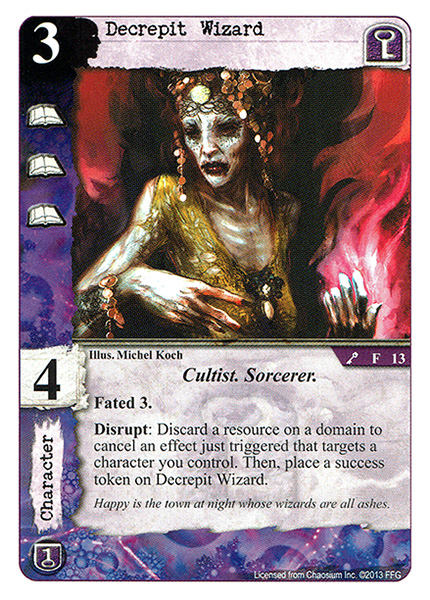 3
Decrepit Wizard
Illus. Michel Koch
F 13
4
Cultist. Sorcerer.
Fated 3.
Disrupt: Discard a resource on a domain to
cancel an effect just triggered that targets a
character you control. Then, place a success
token on Decrepit Wizard.
Happy is the town at night whose wizards are all ashes.
Character
Licensed from Chaosium Inc. ©2013 FFG